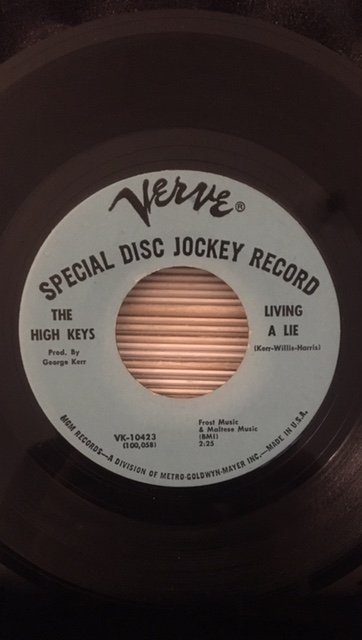 VERVE®
SPECIAL DISC JOCKEY RECORD
THE
HIGH KEYS
Prod. By
George Kerr
LIVING
A LIE
(Kerr-Willis-Harris)
VK-10423
(100,058)
Frost Music
& Maltese Music
(BMI)
2:25
MGM RECORDS—A DIVISION OF METRO-GOLDWYN-MAYER INC.—MADE IN U.S.A.